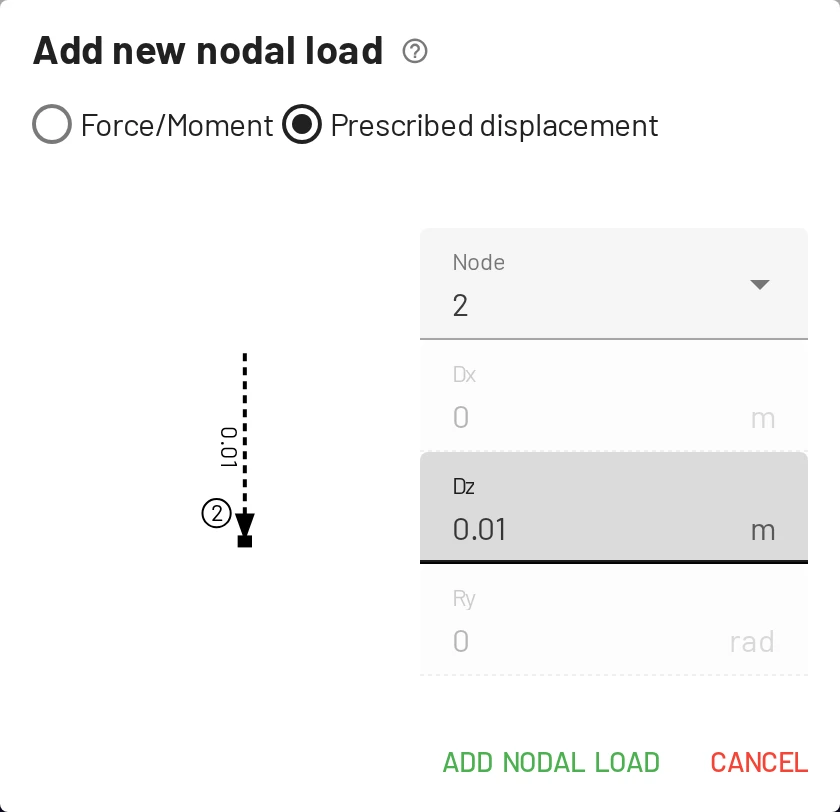 Add new nodal load ?
Force/Moment Prescribed displacement
Node
2
Dx
0 m
Dz
0.01 m
Ry
0 rad
0.01
2
ADD NODAL LOAD CANCEL